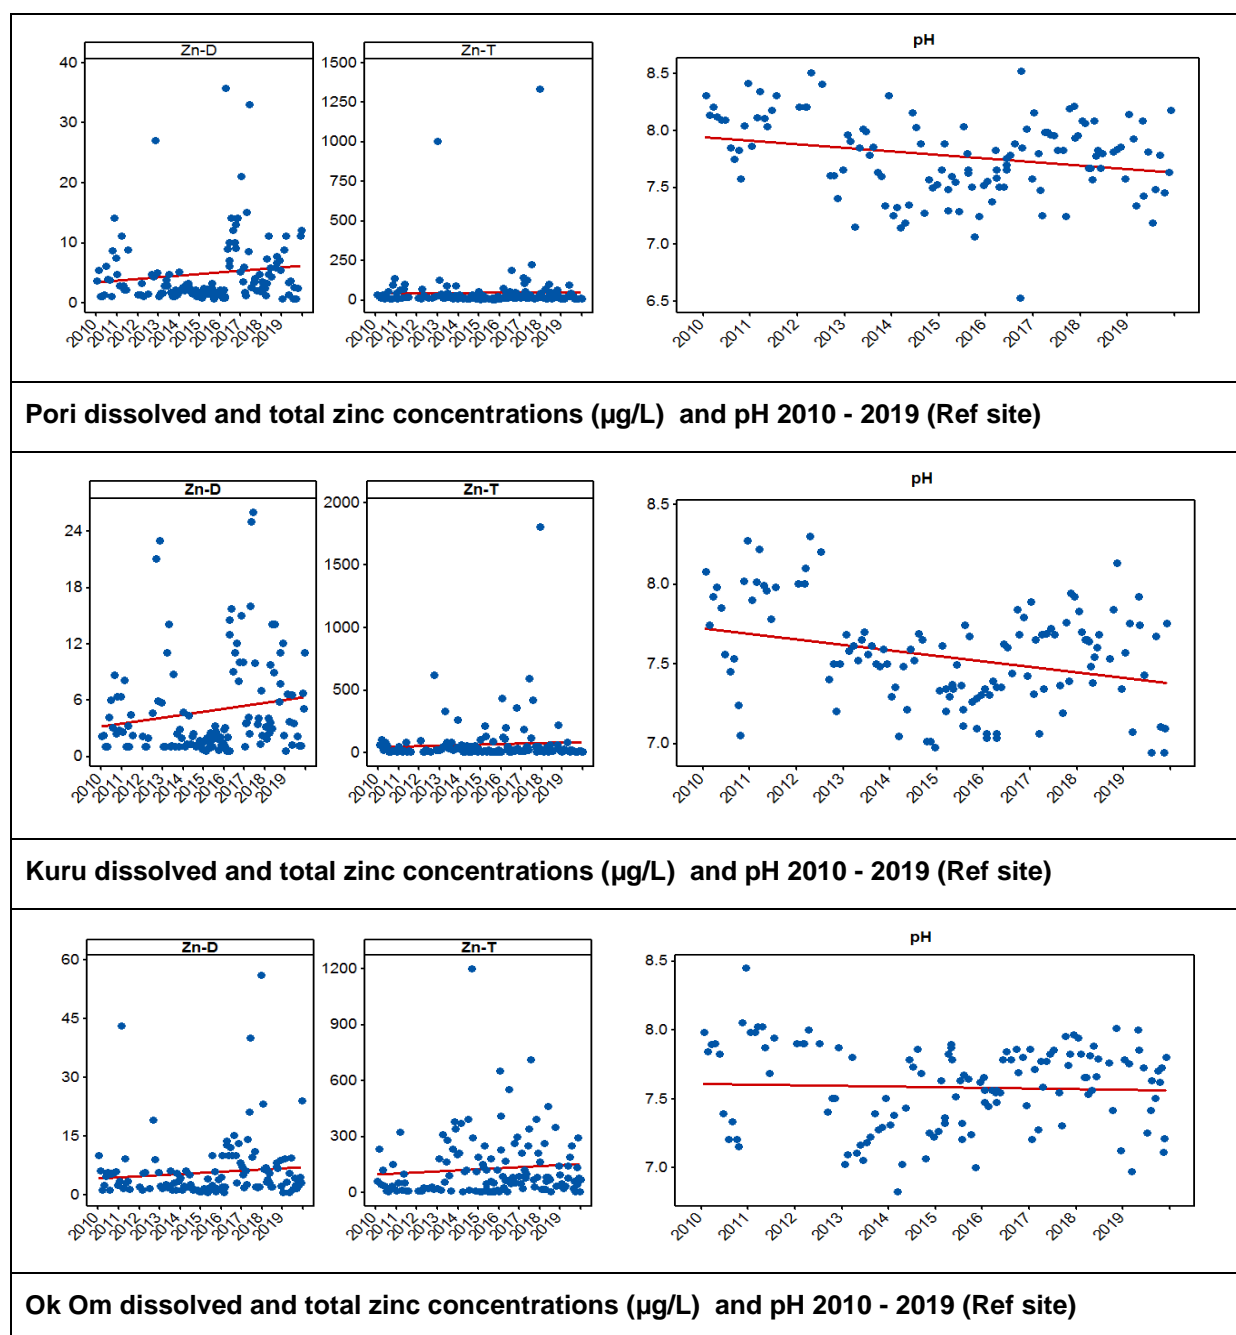 Zn-D
40
30
20
10
0
2010 2011 2012 2013 2014 2015 2016 2017 2018 2019
Zn-T
1500
1250
1000
750
500
250
0
2010 2011 2012 2013 2014 2015 2016 2017 2018 2019
pH
8.5
8.0
7.5
7.0
6.5
2010 2011 2012 2013 2014 2015 2016 2017 2018 2019
Pori dissolved and total zinc concentrations (µg/L) and pH 2010 - 2019 (Ref site)
Zn-D
24
18
12
6
0
2010 2011 2012 2013 2014 2015 2016 2017 2018 2019
Zn-T
2000
1500
1000
500
0
2010 2011 2012 2013 2014 2015 2016 2017 2018 2019
pH
8.5
8.0
7.5
7.0
2010 2011 2012 2013 2014 2015 2016 2017 2018 2019
Kuru dissolved and total zinc concentrations (µg/L) and pH 2010 - 2019 (Ref site)
Zn-D
60
45
30
15
0
2010 2011 2012 2013 2014 2015 2016 2017 2018 2019
Zn-T
1200
900
600
300
0
2010 2011 2012 2013 2014 2015 2016 2017 2018 2019
pH
8.5
8.0
7.5
7.0
2010 2011 2012 2013 2014 2015 2016 2017 2018 2019
Ok Om dissolved and total zinc concentrations (µg/L) and pH 2010 - 2019 (Ref site)